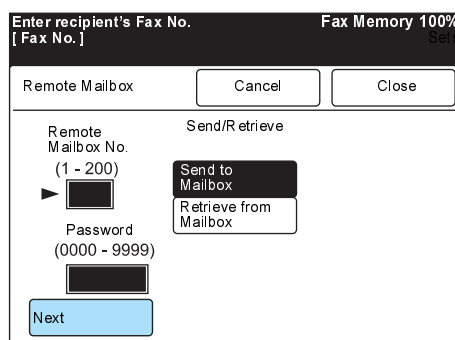 Enter recipient's Fax No.
Fax Memory 100%
[ Fax No. ]
Sets
Remote Mailbox
Cancel
Close
Remote
Mailbox No.
(1 - 200)
Send/Retrieve
Send to
Mailbox
Retrieve from
Mailbox
Password
(0000 - 9999)
Next